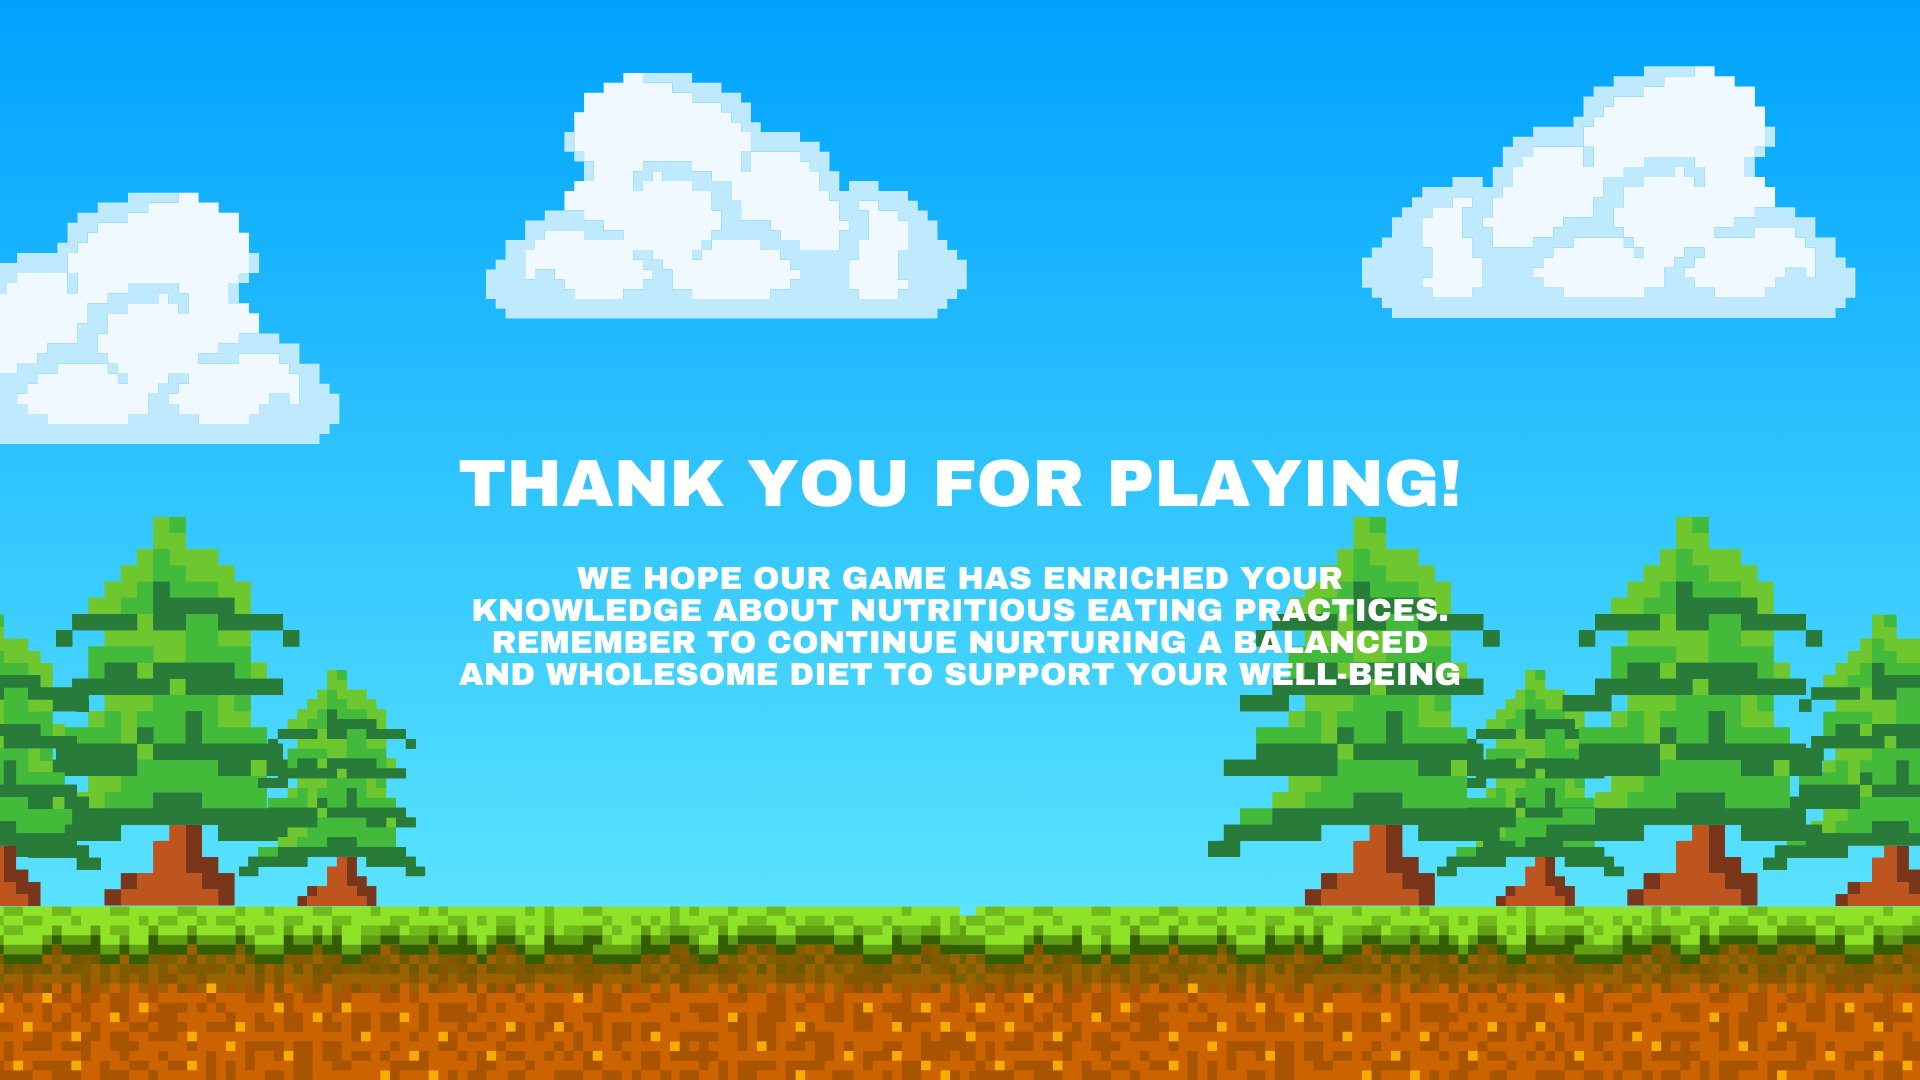 THANK YOU FOR PLAYING!
WE HOPE OUR GAME HAS ENRICHED YOUR
KNOWLEDGE ABOUT NUTRITIOUS EATING PRACTICES.
REMEMBER TO CONTINUE NURTURING A BALANCED
AND WHOLESOME DIET TO SUPPORT YOUR WELL-BEING